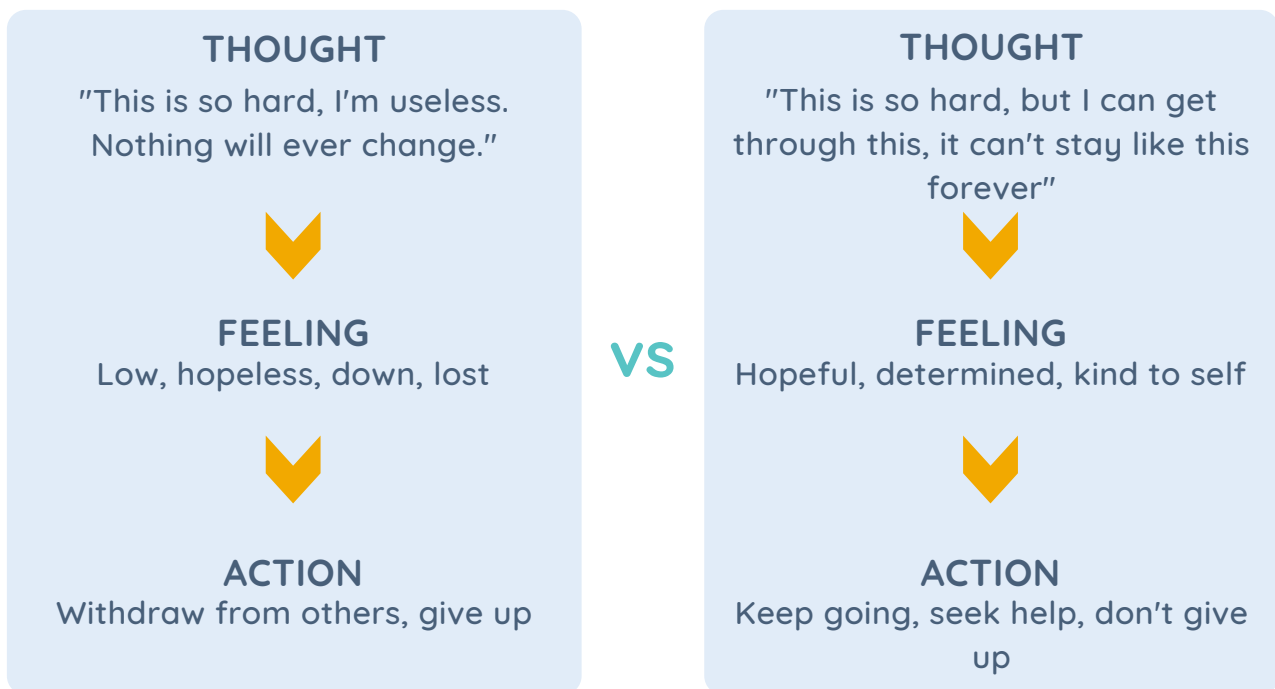 THOUGHT
"This is so hard, I'm useless.
Nothing will ever change."
FEELING
Low, hopeless, down, lost
ACTION
Withdraw from others, give up
vs
THOUGHT
"This is so hard, but I can get
through this, it can't stay like this
forever"
FEELING
Hopeful, determined, kind to self
ACTION
Keep going, seek help, don't give
up